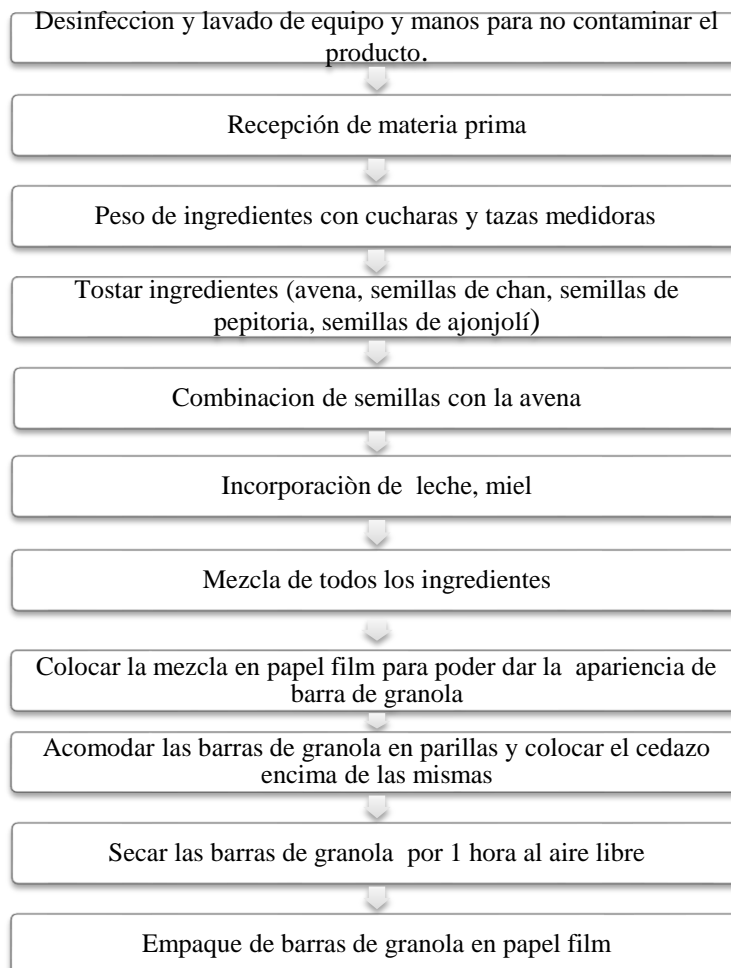 Desinfeccion y lavado de equipo y manos para no contaminar el
producto.
Recepción de materia prima
Peso de ingredientes con cucharas y tazas medidoras
Tostar ingredientes (avena, semillas de chan, semillas de
pepitoria, semillas de ajonjolí)
Combinacion de semillas con la avena
Incorporaciòn de leche, miel
Mezcla de todos los ingredientes
Colocar la mezcla en papel film para poder dar la apariencia de
barra de granola
Acomodar las barras de granola en parillas y colocar el cedazo
encima de las mismas
Secar las barras de granola por 1 hora al aire libre
Empaque de barras de granola en papel film